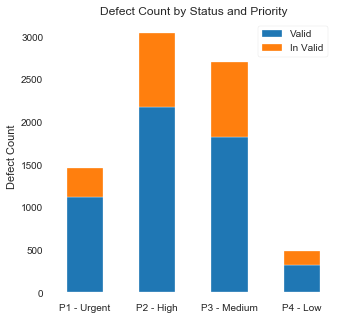 Defect Count by Status and Priority
Valid
In Valid
Defect Count
3000
2500
2000
1500
1000
500
0
P1 - Urgent
P2 - High
P3 - Medium
P4 - Low